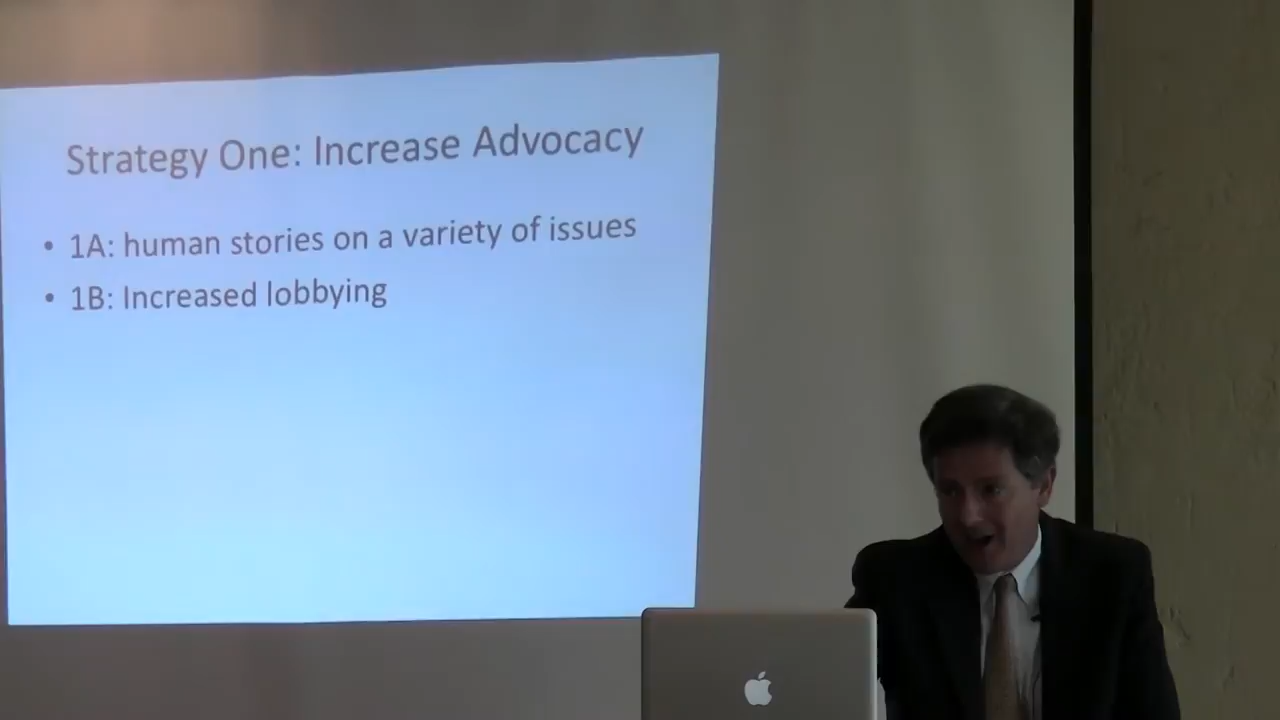 Strategy One: Increase Advocacy
• 1A: human stories on a variety of issues
• 1B: Increased lobbying